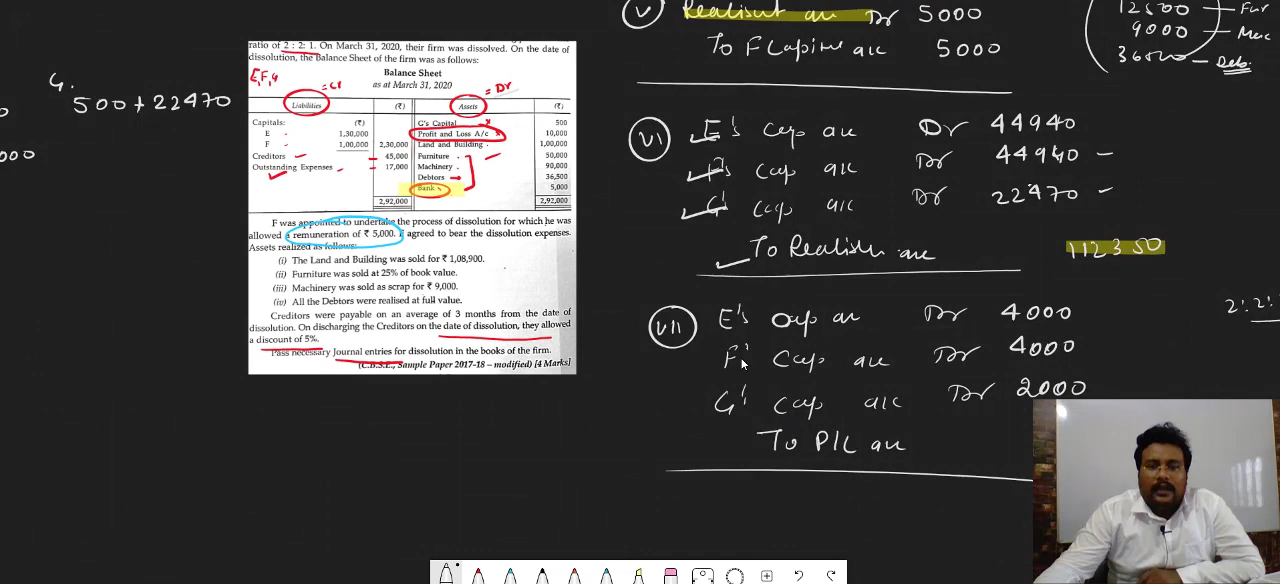 4.
500 + 22470
ratio of 2 : 2: 1. On March 31, 2020, their firm was dissolved. On the date of
dissolution, the Balance Sheet of the firm was as follows:
E,F,G
Balance Sheet
as at March 31, 2020
= Cr
= Dr
Liabilities (₹) Assets (₹)
Capitals: (₹) G's Capital 500
E 1,30,000 Profit and Loss A/c 10,000
F 1,00,000 2,30,000 Land and Building 1,00,000
Creditors 45,000 Furniture 50,000
Outstanding Expenses 17,000 Machinery 90,000
Debtors 36,500
Bank 5,000
2,92,000 2,92,000
F was appointed to undertake the process of dissolution for which he was
allowed a remuneration of ₹ 5,000. F agreed to bear the dissolution expenses.
Assets realized as follows:
(i) The Land and Building was sold for ₹ 1,08,900.
(ii) Furniture was sold at 25% of book value.
(iii) Machinery was sold as scrap for ₹ 9,000.
(iv) All the Debtors were realised at full value.
Creditors were payable on an average of 3 months from the date of
dissolution. On discharging the Creditors on the date of dissolution, they allowed
a discount of 5%.
Pass necessary Journal entries for dissolution in the books of the firm.
(C.B.S.E., Sample Paper 2017-18 – modified) [4 Marks]
V Dr 5000
To F Capital a/c 5000
12500 — Fur
9000 — Mac
VI E's Cap a/c Dr 44940
F's Cap a/c Dr 44940
G' Cap a/c Dr 22470
112350
2:2:
VII E's Cap a/c Dr 4000
F' Cap a/c Dr 4000
G' Cap a/c Dr 2000
To P/L a/c